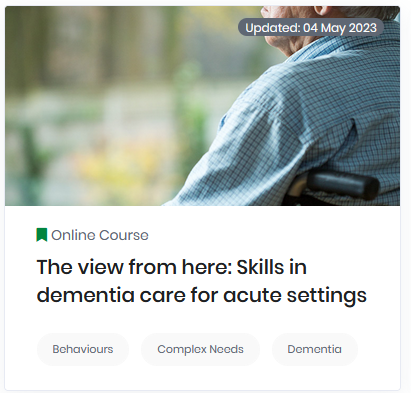 Updated: 04 May 2023
Online Course
The view from here: Skills in
dementia care for acute settings
Behaviours
Complex Needs
Dementia